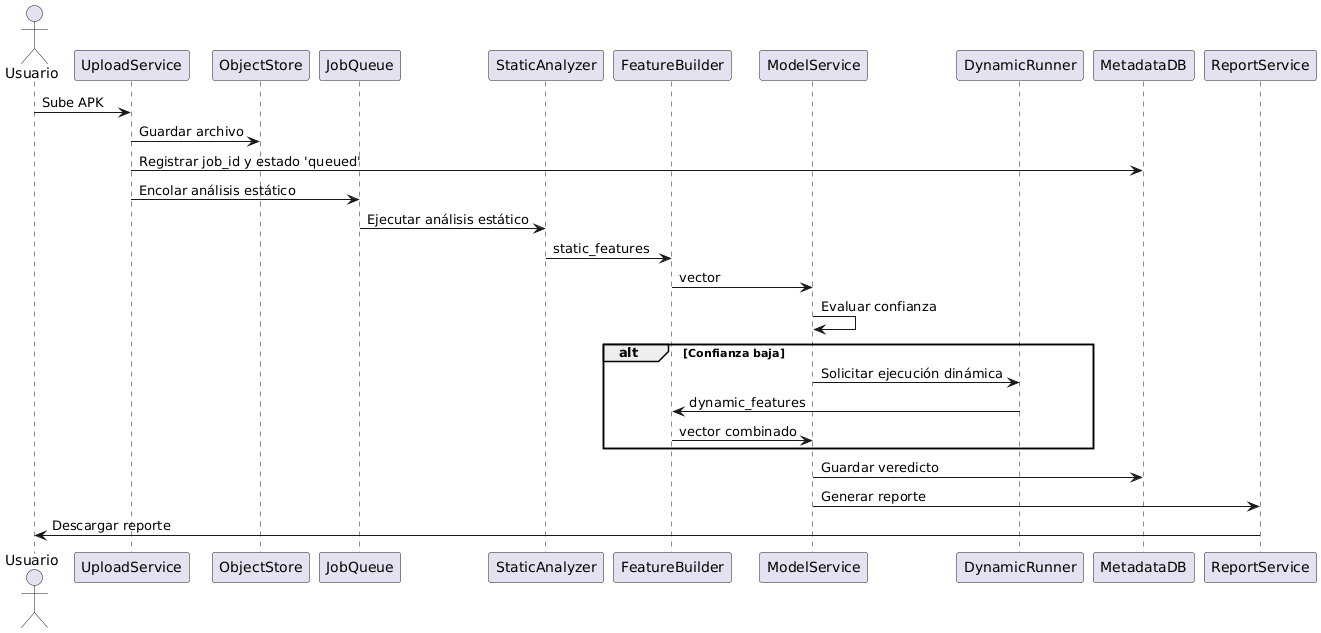 Usuario
UploadService
ObjectStore
JobQueue
StaticAnalyzer
FeatureBuilder
ModelService
DynamicRunner
MetadataDB
ReportService
Sube APK
Guardar archivo
Registrar job_id y estado 'queued'
Encolar análisis estático
Ejecutar análisis estático
static_features
vector
Evaluar confianza
alt [Confianza baja]
Solicitar ejecución dinámica
dynamic_features
vector combinado
Guardar veredicto
Generar reporte
Descargar reporte
Usuario
UploadService
ObjectStore
JobQueue
StaticAnalyzer
FeatureBuilder
ModelService
DynamicRunner
MetadataDB
ReportService